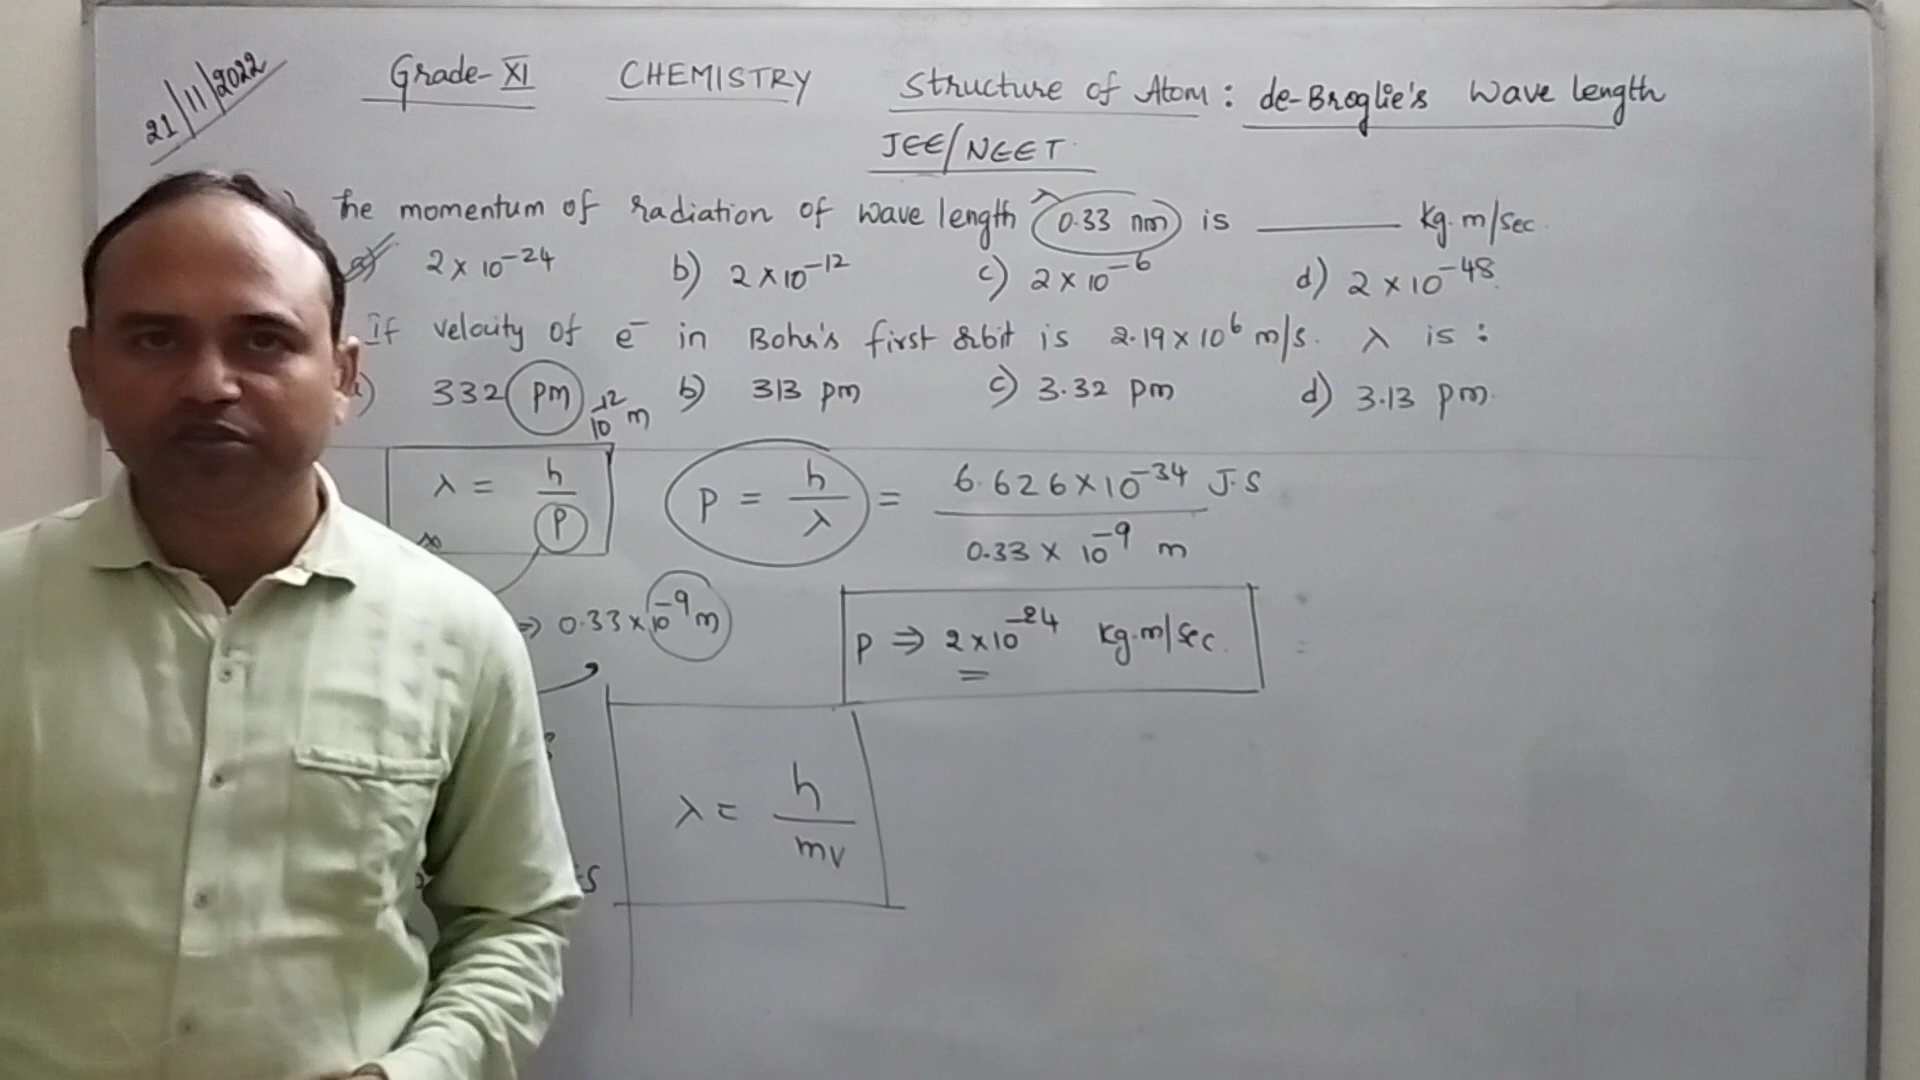 21/11/2022
Grade-XI CHEMISTRY Structure of Atom: de-Broglie's Wave length
JEE/NEET
The momentum of radiation of wave length 0.33 nm is ______ kg.m/sec.
λ
a) 2 × 10⁻²⁴ b) 2 × 10⁻¹² c) 2 × 10⁻⁶ d) 2 × 10⁻⁴⁸
If velocity of e⁻ in Bohr's first orbit is 2.19 × 10⁶ m/s. λ is :
a) 332 pm b) 313 pm c) 3.32 pm d) 3.13 pm
10⁻¹² m
λ = h/p
p = h/λ = 6.626 × 10⁻³⁴ J.S / 0.33 × 10⁻⁹ m
⇒ 0.33 × 10⁻⁹ m
p ⇒ 2 × 10⁻²⁴ kg.m/sec.
λ = h/mv